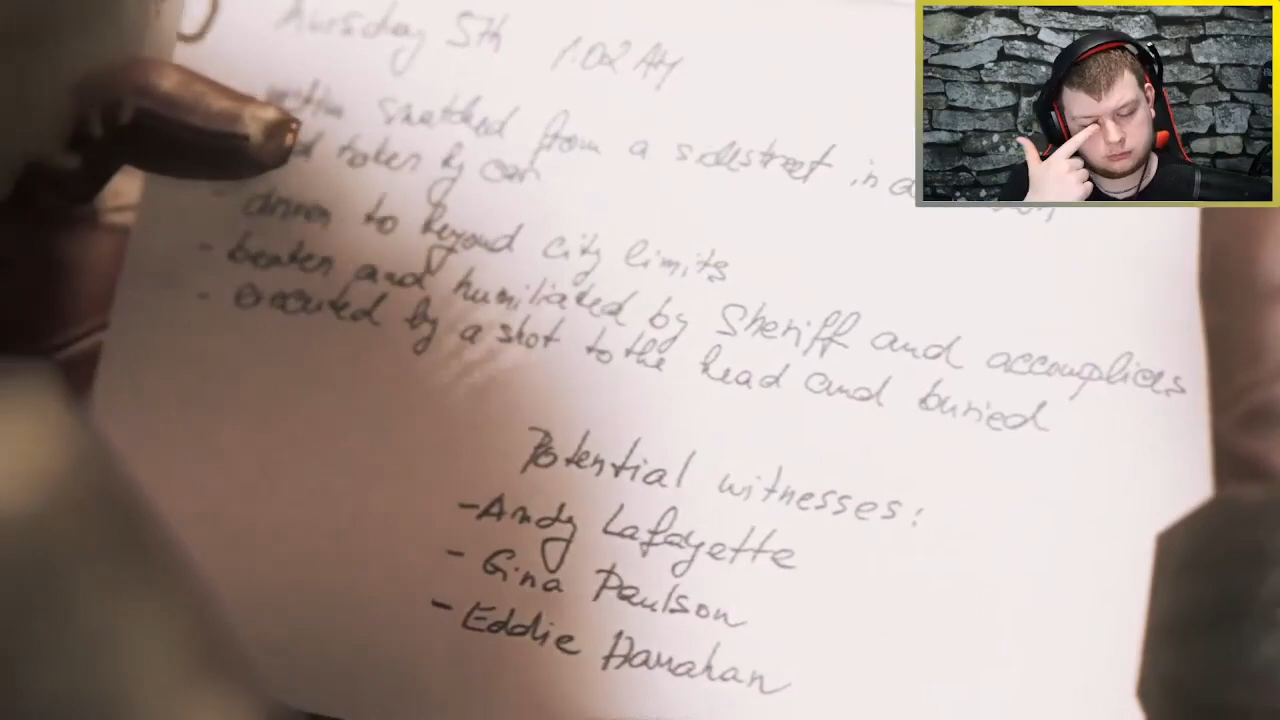 Thursday 5th 1:02 AM
victim snatched from a sidestreet in
taken by car
- driven to beyond city limits
- beaten and humiliated by Sheriff and accomplices
- executed by a shot to the head and buried
Potential witnesses:
- Andy Lafayette
- Gina Paulson
- Eddie Hanahan